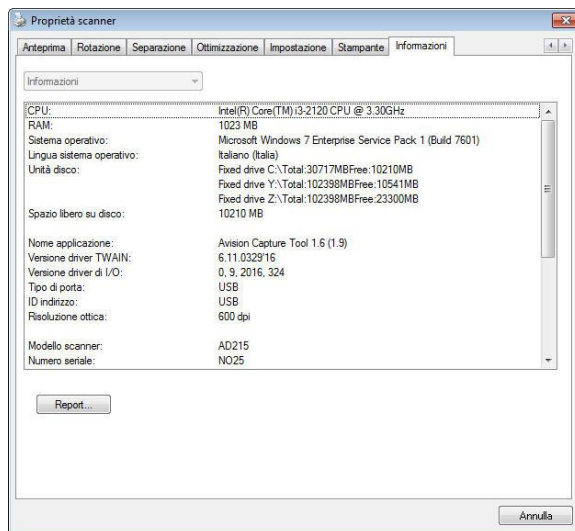 Proprietà scanner
Anteprima Rotazione Separazione Ottimizzazione Impostazione Stampante Informazioni
Informazioni
CPU: Intel(R) Core(TM) i3-2120 CPU @ 3.30GHz
RAM: 1023 MB
Sistema operativo: Microsoft Windows 7 Enterprise Service Pack 1 (Build 7601)
Lingua sistema operativo: Italiano (Italia)
Unità disco: Fixed drive C:\Total:30717MBFree:10210MB
Fixed drive Y:\Total:102398MBFree:10541MB
Fixed drive Z:\Total:102398MBFree:23300MB
Spazio libero su disco: 10210 MB
Nome applicazione: Avision Capture Tool 1.6 (1.9)
Versione driver TWAIN: 6.11.0329'16
Versione driver di I/O: 0, 9, 2016, 324
Tipo di porta: USB
ID indirizzo: USB
Risoluzione ottica: 600 dpi
Modello scanner: AD215
Numero seriale: NO25
Report...
Annulla